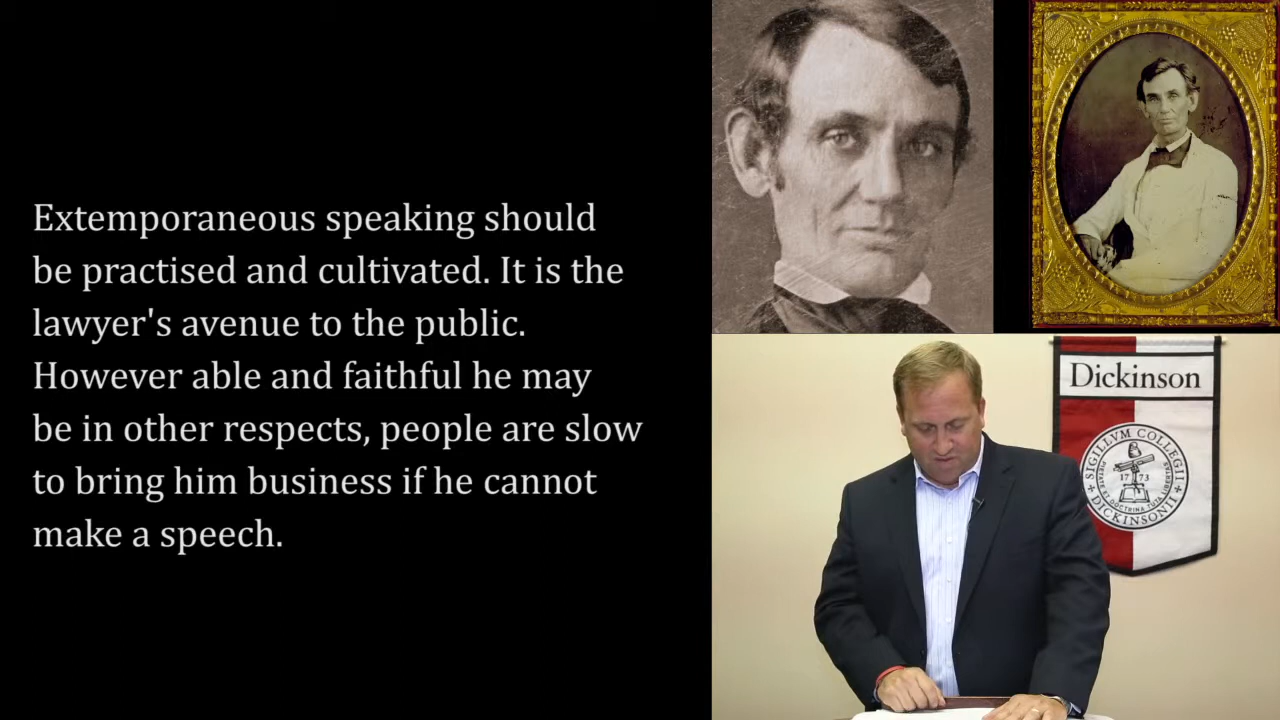 Extemporaneous speaking should
be practised and cultivated. It is the
lawyer's avenue to the public.
However able and faithful he may
be in other respects, people are slow
to bring him business if he cannot
make a speech.
Dickinson
SIGILLVM COLLEGII
DICKINSONII
1773